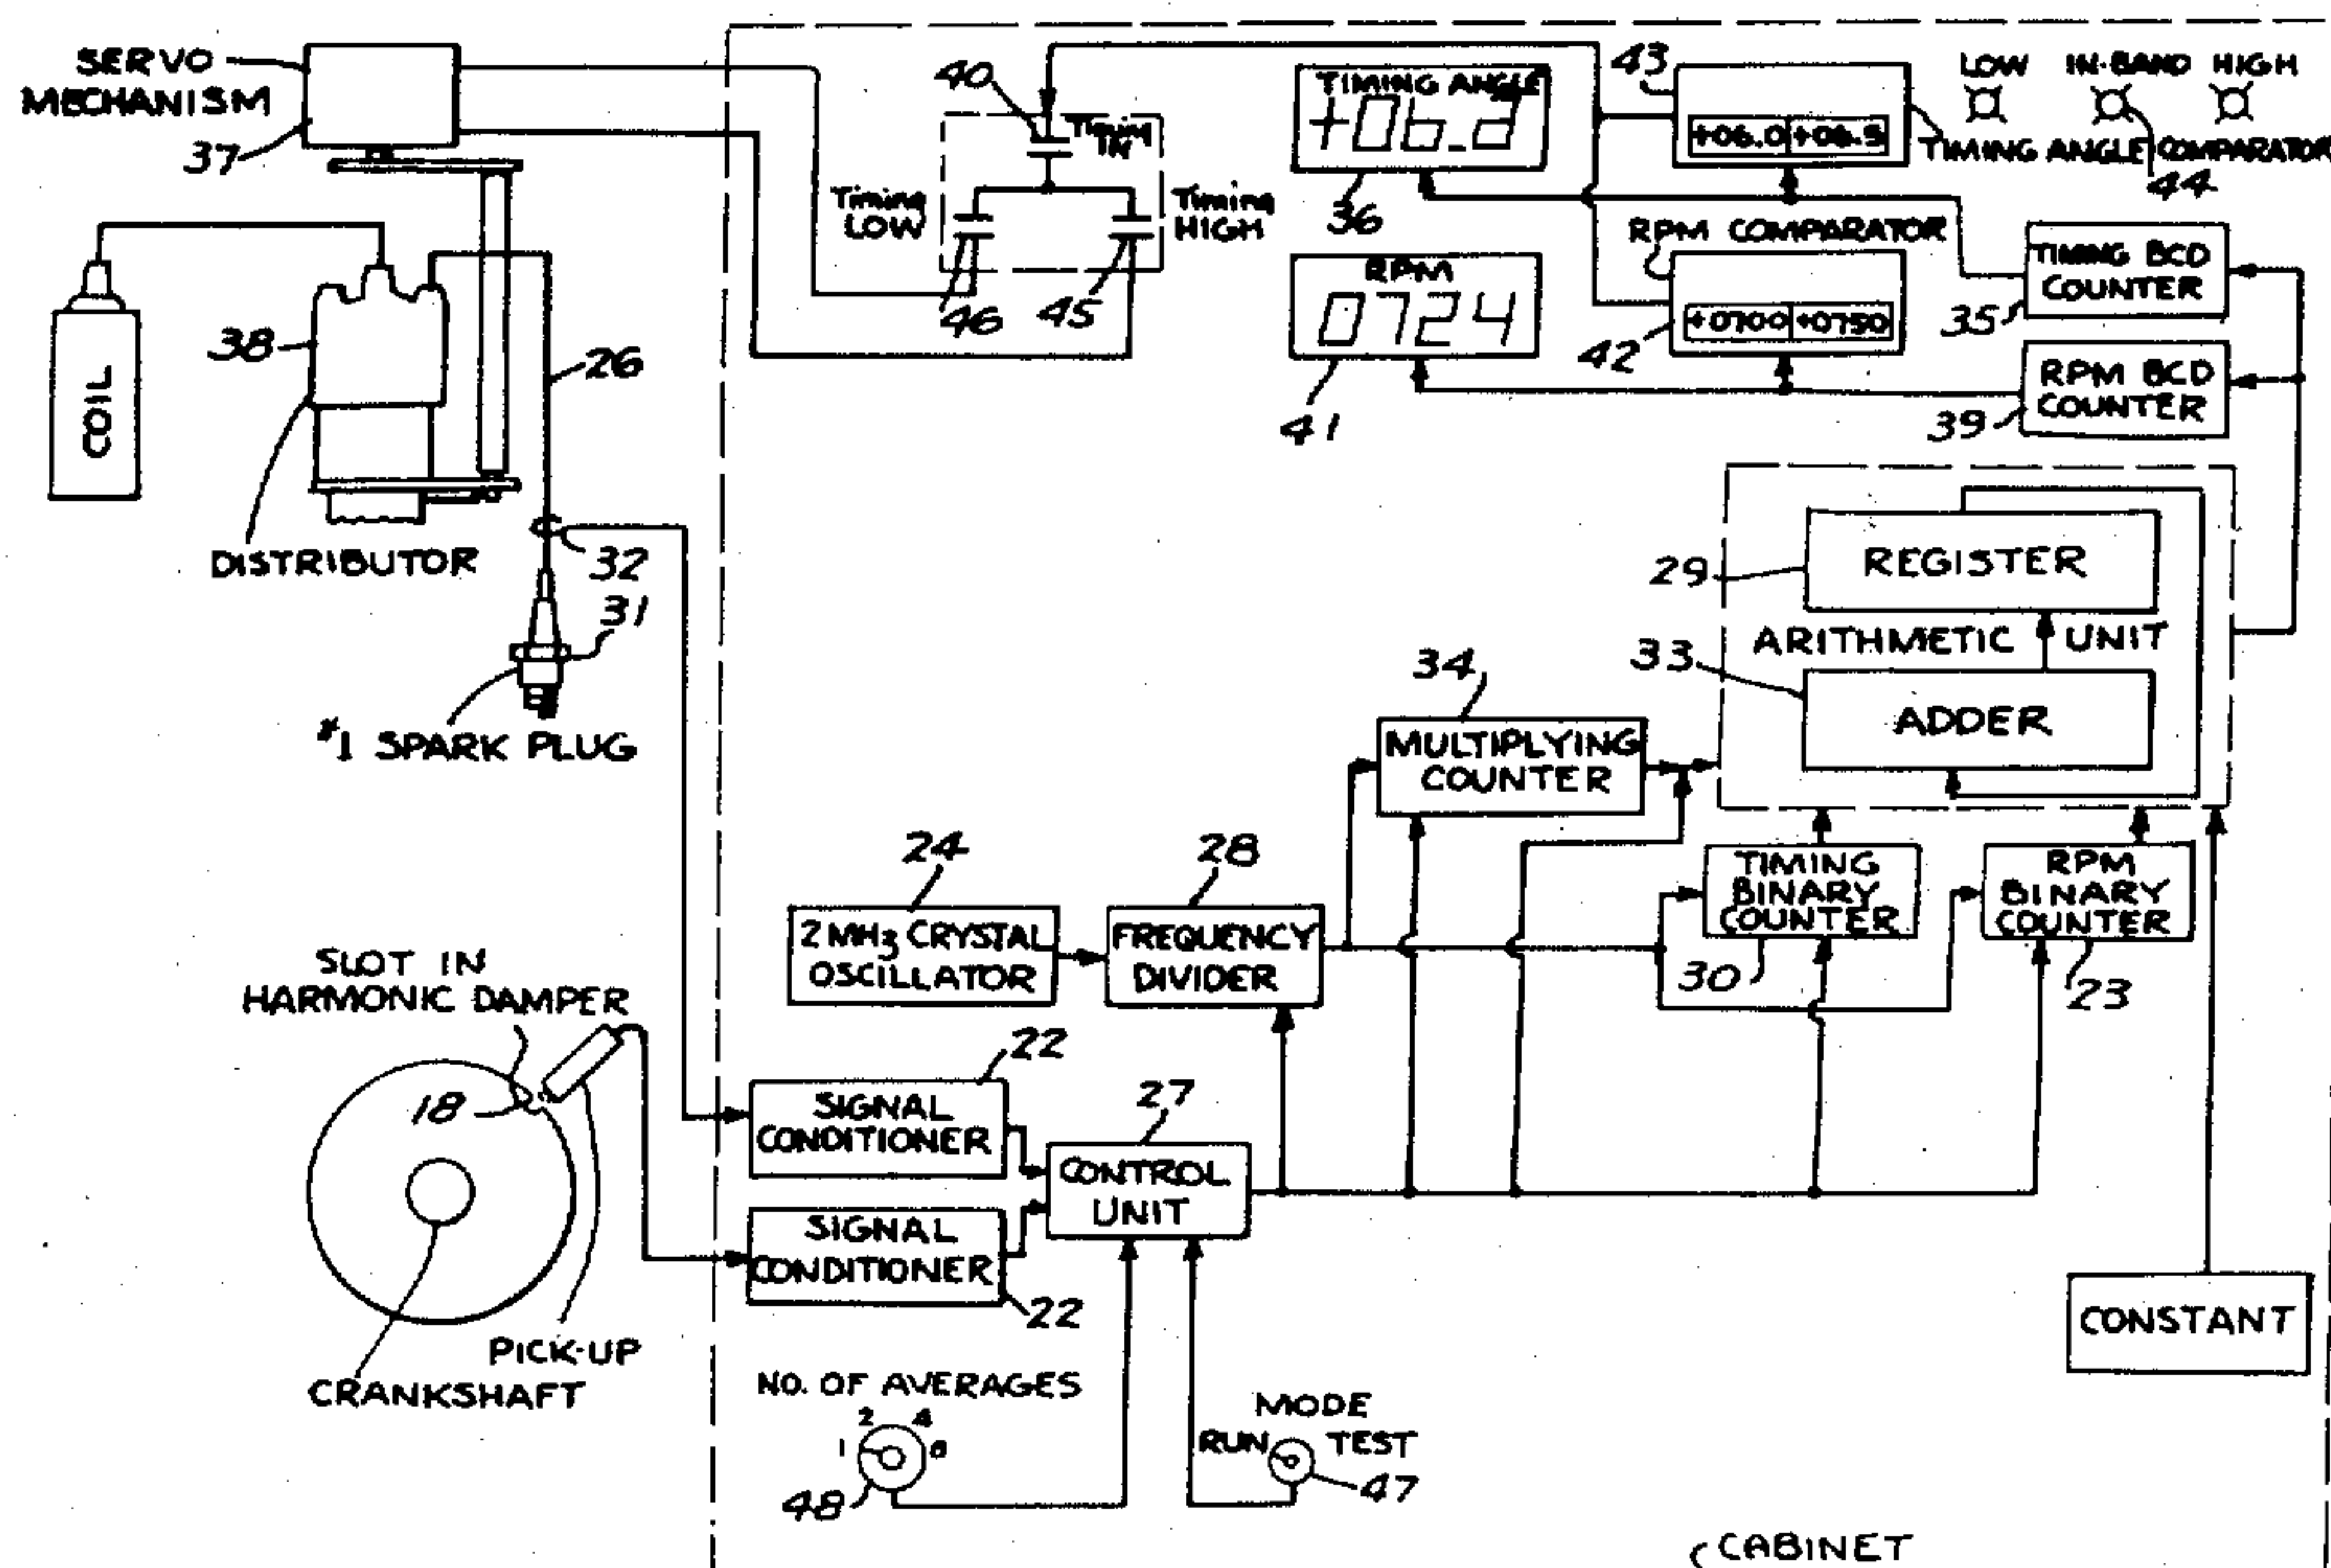 SERVO
MECHANISM
37
COIL
38
DISTRIBUTOR
26
32
31
#1 SPARK PLUG
SLOT IN
HARMONIC DAMPER
18
PICK-UP
CRANKSHAFT
40
Timing
IN
Timing
LOW
Timing
HIGH
46
45
TIMING ANGLE
+06.2
36
RPM
0724
41
43
+06.0 +06.5
LOW IN-BAND HIGH
TIMING ANGLE COMPARATOR
44
RPM COMPARATOR
+0700 +0750
42
TIMING BCD
COUNTER
35
RPM BCD
COUNTER
39
REGISTER
29
ARITHMETIC UNIT
33
ADDER
34
MULTIPLYING
COUNTER
24
2 MHz CRYSTAL
OSCILLATOR
28
FREQUENCY
DIVIDER
TIMING
BINARY
COUNTER
30
RPM
BINARY
COUNTER
23
22
SIGNAL
CONDITIONER
27
CONTROL
UNIT
SIGNAL
CONDITIONER
22
CONSTANT
NO. OF AVERAGES
1 2 4 8
48
MODE
RUN TEST
47
CABINET